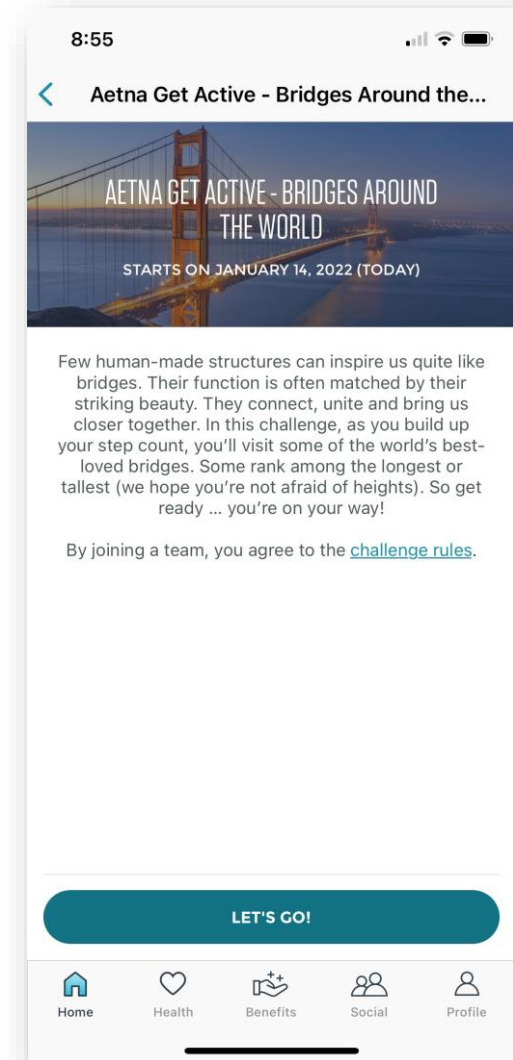 8:55
Aetna Get Active - Bridges Around the...
AETNA GET ACTIVE - BRIDGES AROUND
THE WORLD
STARTS ON JANUARY 14, 2022 (TODAY)
Few human-made structures can inspire us quite like
bridges. Their function is often matched by their
striking beauty. They connect, unite and bring us
closer together. In this challenge, as you build up
your step count, you’ll visit some of the world’s best-
loved bridges. Some rank among the longest or
tallest (we hope you’re not afraid of heights). So get
ready ... you’re on your way!
By joining a team, you agree to the challenge rules.
LET'S GO!
Home Health Benefits Social Profile